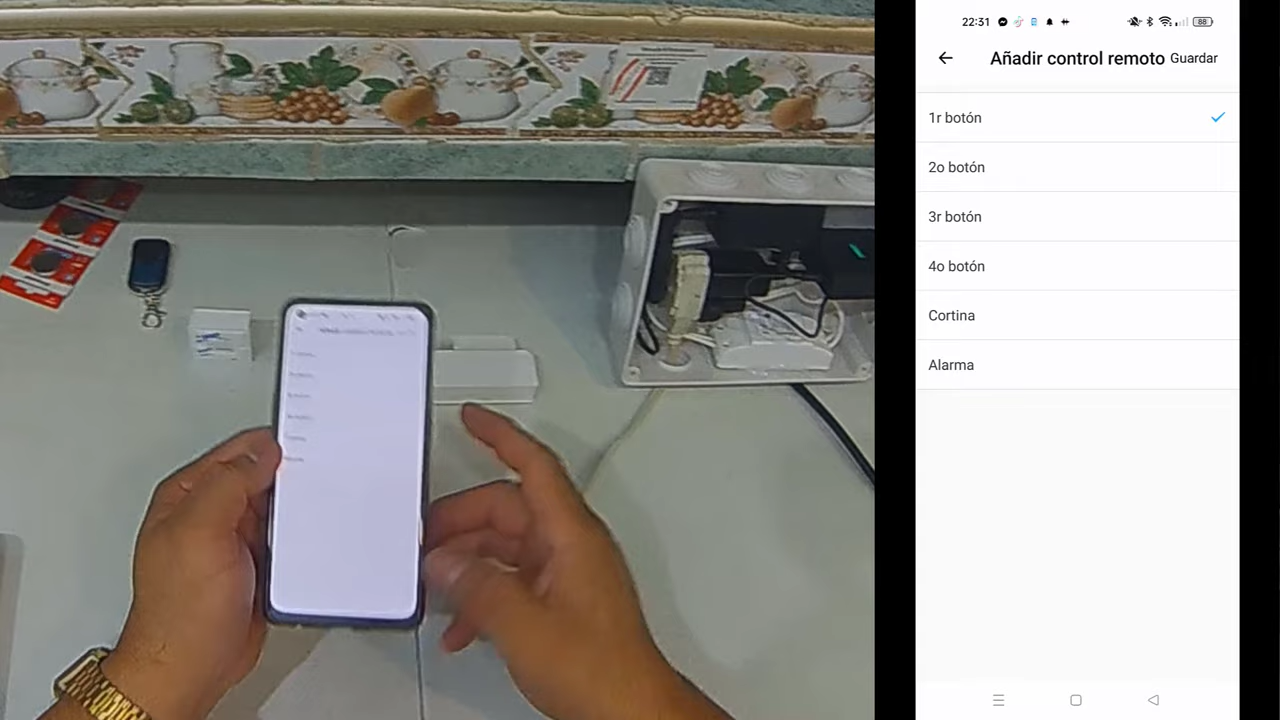 22:31
88
Añadir control remoto
Guardar
1r botón
2o botón
3r botón
4o botón
Cortina
Alarma